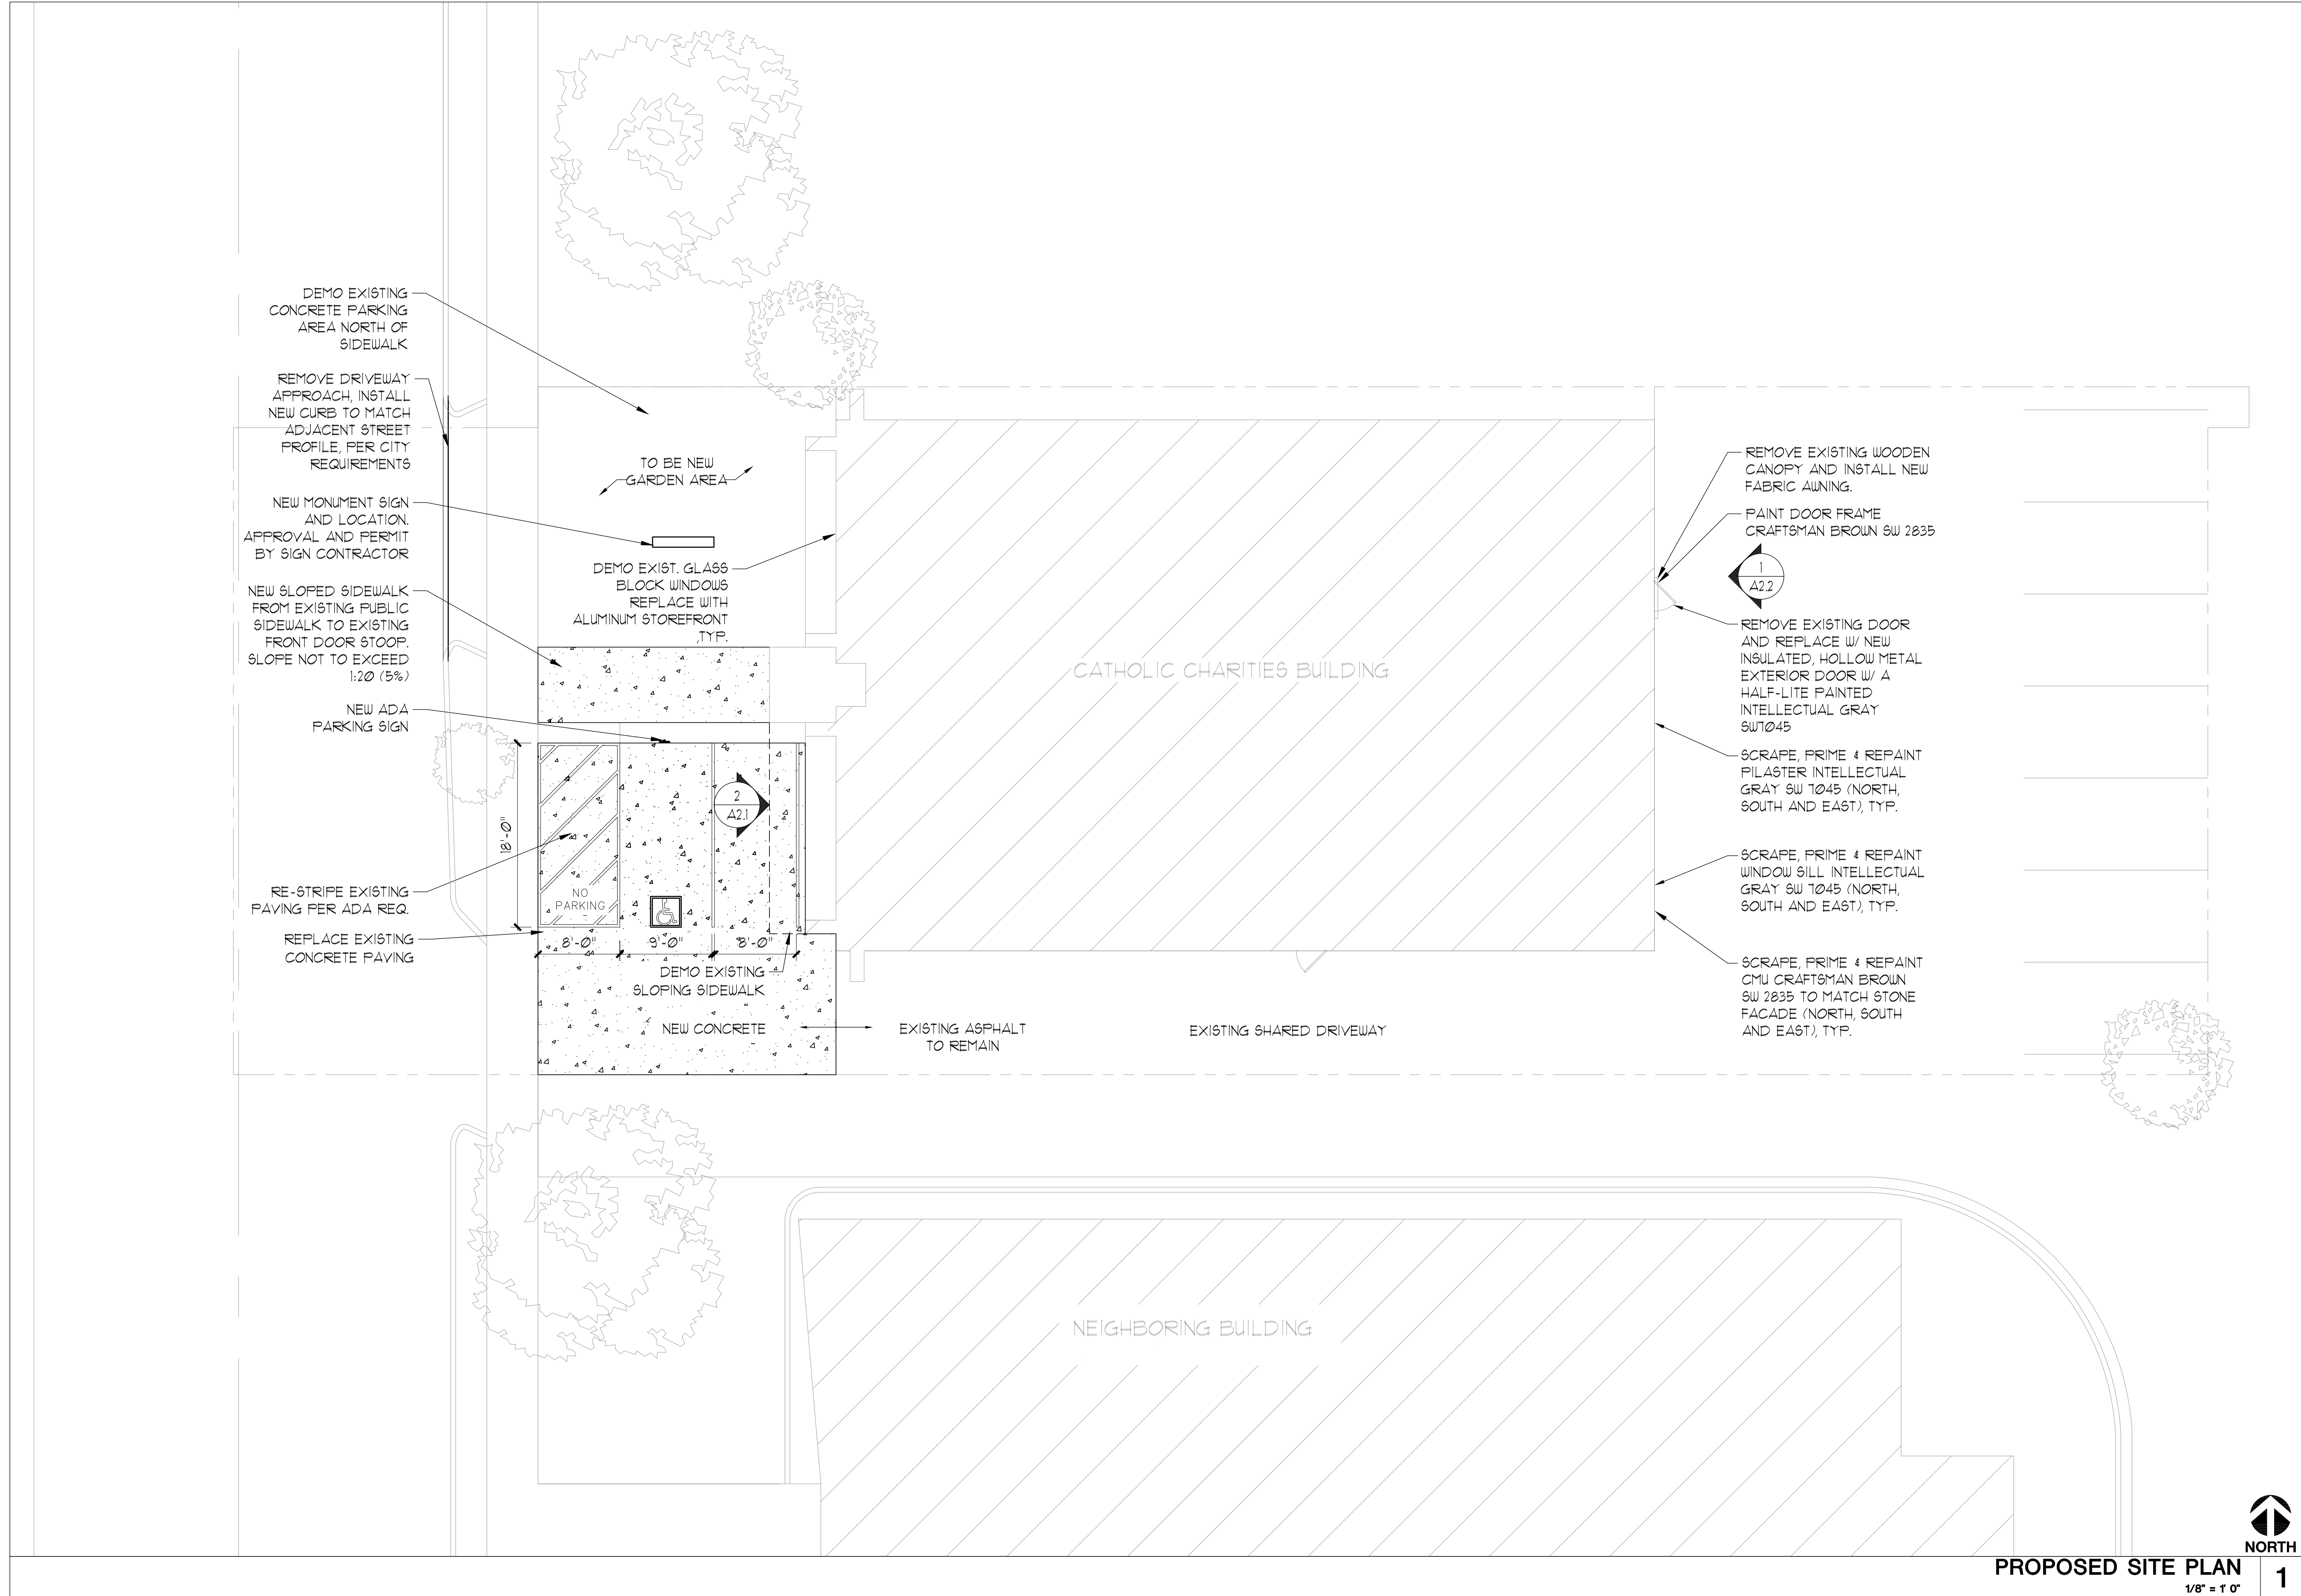 DEMO EXISTING
CONCRETE PARKING
AREA NORTH OF
SIDEWALK
REMOVE DRIVEWAY
APPROACH, INSTALL
NEW CURB TO MATCH
ADJACENT STREET
PROFILE, PER CITY
REQUIREMENTS
NEW MONUMENT SIGN
AND LOCATION.
APPROVAL AND PERMIT
BY SIGN CONTRACTOR
NEW SLOPED SIDEWALK
FROM EXISTING PUBLIC
SIDEWALK TO EXISTING
FRONT DOOR STOOP.
SLOPE NOT TO EXCEED
1:20 (5%)
NEW ADA
PARKING SIGN
18'-0"
RE-STRIPE EXISTING
PAVING PER ADA REQ.
REPLACE EXISTING
CONCRETE PAVING
TO BE NEW
GARDEN AREA
DEMO EXIST. GLASS
BLOCK WINDOWS
REPLACE WITH
ALUMINUM STOREFRONT
,TYP.
2
A2.1
NO
PARKING
8'-0" 9'-0" 8'-0"
DEMO EXISTING
SLOPING SIDEWALK
NEW CONCRETE
EXISTING ASPHALT
TO REMAIN
EXISTING SHARED DRIVEWAY
CATHOLIC CHARITIES BUILDING
REMOVE EXISTING WOODEN
CANOPY AND INSTALL NEW
FABRIC AWNING.
PAINT DOOR FRAME
CRAFTSMAN BROWN SW 2835
1
A2.2
REMOVE EXISTING DOOR
AND REPLACE W/ NEW
INSULATED, HOLLOW METAL
EXTERIOR DOOR W/ A
HALF-LITE PAINTED
INTELLECTUAL GRAY
SW7045
SCRAPE, PRIME & REPAINT
PILASTER INTELLECTUAL
GRAY SW 7045 (NORTH,
SOUTH AND EAST), TYP.
SCRAPE, PRIME & REPAINT
WINDOW SILL INTELLECTUAL
GRAY SW 7045 (NORTH,
SOUTH AND EAST), TYP.
SCRAPE, PRIME & REPAINT
CMU CRAFTSMAN BROWN
SW 2835 TO MATCH STONE
FACADE (NORTH, SOUTH
AND EAST), TYP.
NEIGHBORING BUILDING
NORTH
PROPOSED SITE PLAN
1/8" = 1' 0"
1